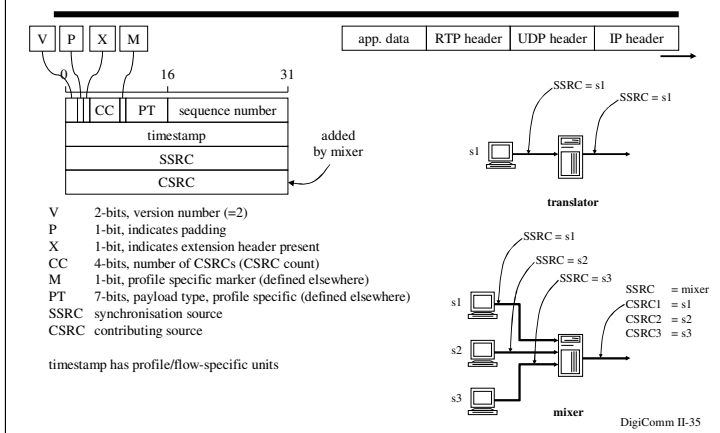 V P X M
0 16 31
CC PT sequence number
timestamp
SSRC
CSRC
added
by mixer
V 2-bits, version number (=2)
P 1-bit, indicates padding
X 1-bit, indicates extension header present
CC 4-bits, number of CSRCs (CSRC count)
M 1-bit, profile specific marker (defined elsewhere)
PT 7-bits, payload type, profile specific (defined elsewhere)
SSRC synchronisation source
CSRC contributing source
timestamp has profile/flow-specific units
app. data RTP header UDP header IP header
SSRC = s1
SSRC = s1
s1
translator
SSRC = s1
SSRC = s2
SSRC = s3
s1
s2
s3
SSRC = mixer
CSRC1 = s1
CSRC2 = s2
CSRC3 = s3
mixer
DigiComm II-35